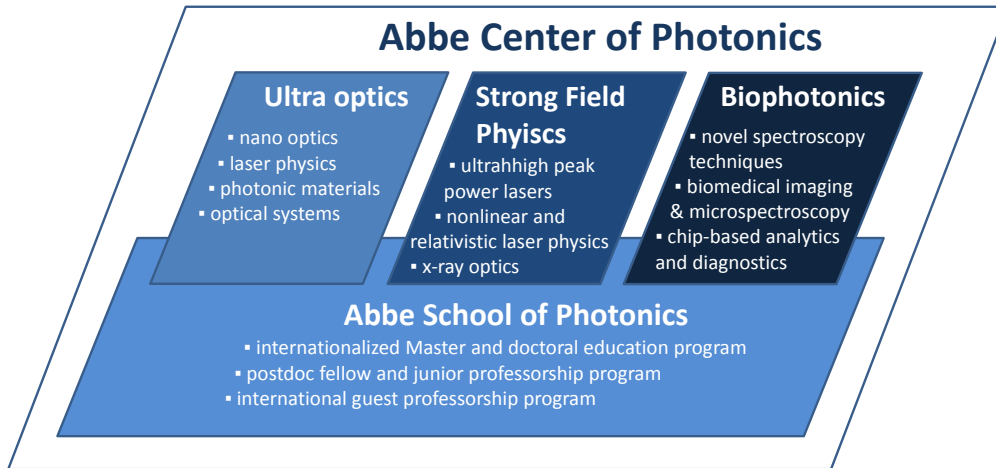 Abbe Center of Photonics
Ultra optics
▪ nano optics
▪ laser physics
▪ photonic materials
▪ optical systems
Strong Field
Phyiscs
▪ ultrahhigh peak
power lasers
▪ nonlinear and
relativistic laser physics
▪ x-ray optics
Biophotonics
▪ novel spectroscopy
techniques
▪ biomedical imaging
& microspectroscopy
▪ chip-based analytics
and diagnostics
Abbe School of Photonics
▪ internationalized Master and doctoral education program
▪ postdoc fellow and junior professorship program
▪ international guest professorship program